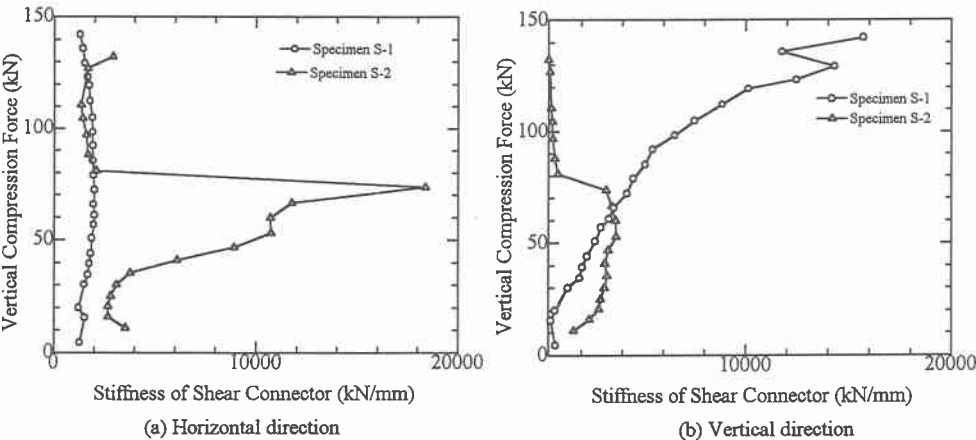 150
100
50
0
Vertical Compression Force (kN)
Specimen S-1
Specimen S-2
10000
20000
Stiffness of Shear Connector (kN/mm)
(a) Horizontal direction
150
100
50
0
Vertical Compression Force (kN)
Specimen S-1
Specimen S-2
10000
20000
Stiffness of Shear Connector (kN/mm)
(b) Vertical direction